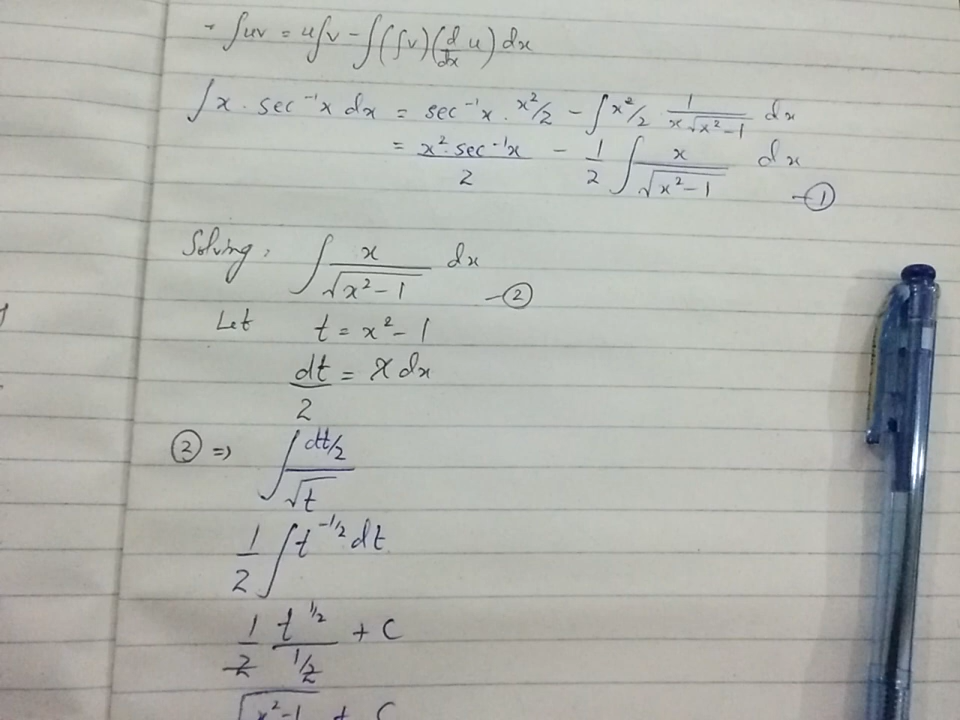 → ∫uv = u∫v − ∫(∫v)(d/dx u) dx
∫x · sec⁻¹x dx = sec⁻¹x · x²/2 − ∫x²/2 · 1/(x√(x²−1)) dx
= x²·sec⁻¹x/2 − 1/2 ∫ x/√(x²−1) dx —①
Solving: ∫ x/√(x²−1) dx —②
Let t = x² − 1
dt/2 = x dx
② ⇒ ∫ (dt/2)/√t
1/2 ∫ t^(−1/2) dt
1/2 t^(1/2)/(1/2) + C
√(x²−1) + C